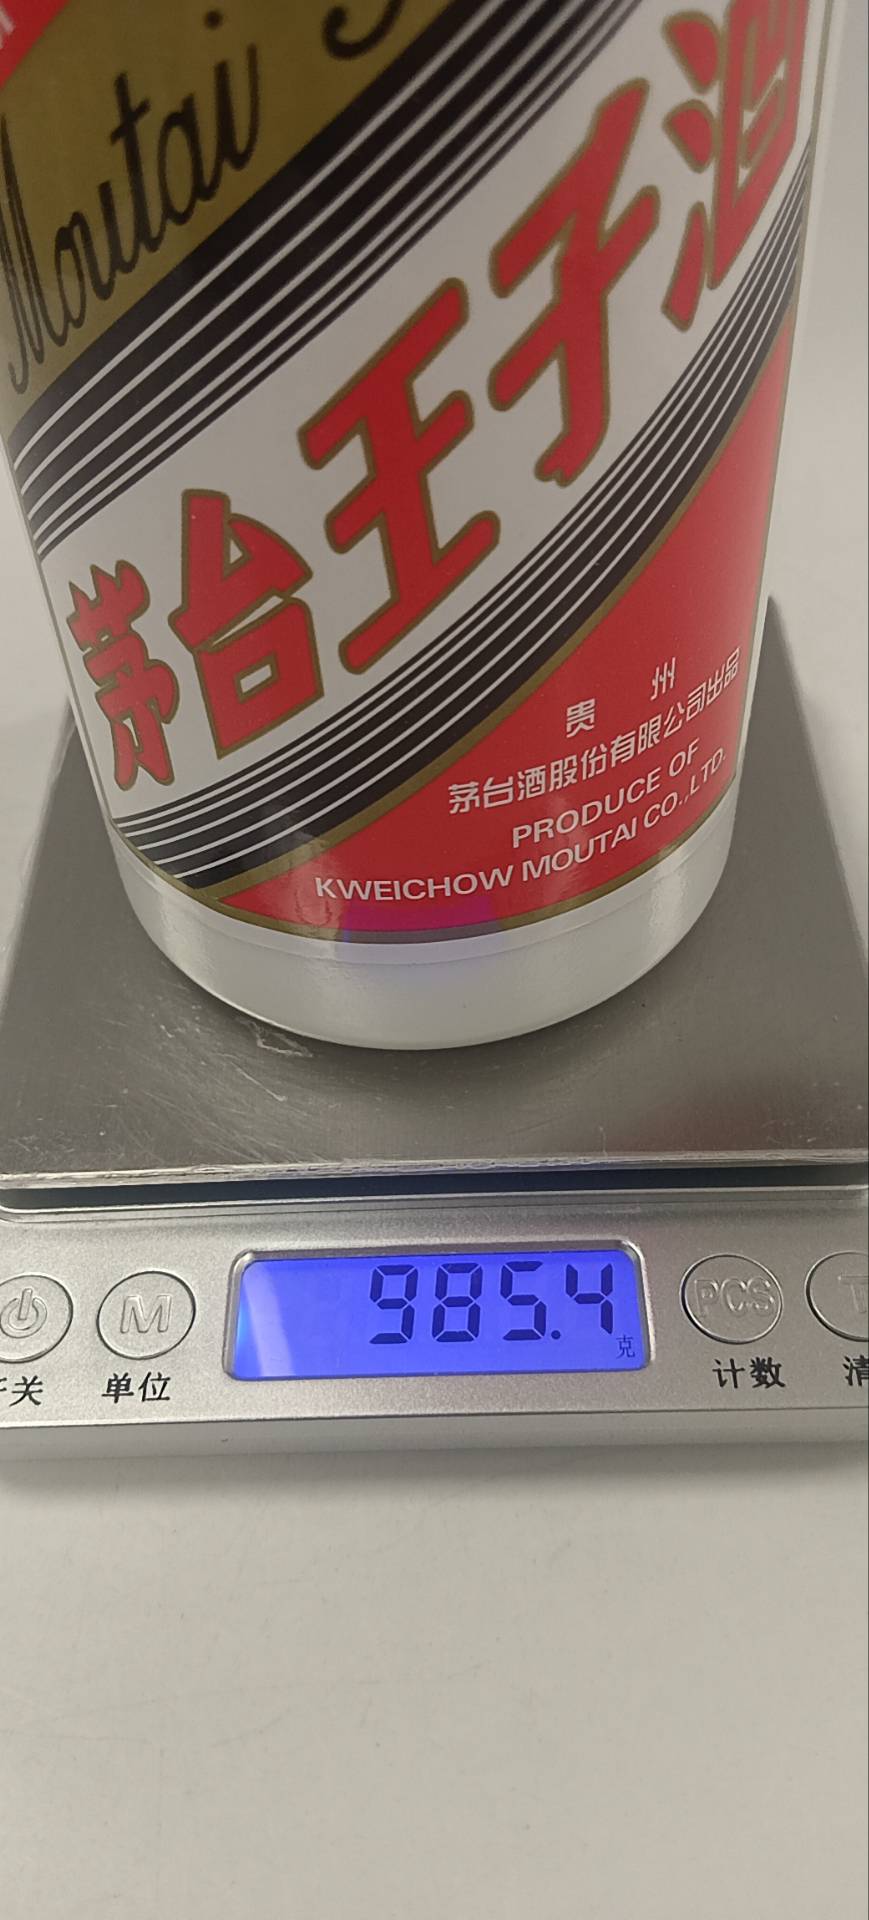 Moutai
茅台王子酒
贵 州
茅台酒股份有限公司出品
PRODUCE OF
KWEICHOW MOUTAI CO.,LTD.
985.4
克
M
PCS
T
关
单位
计数
清